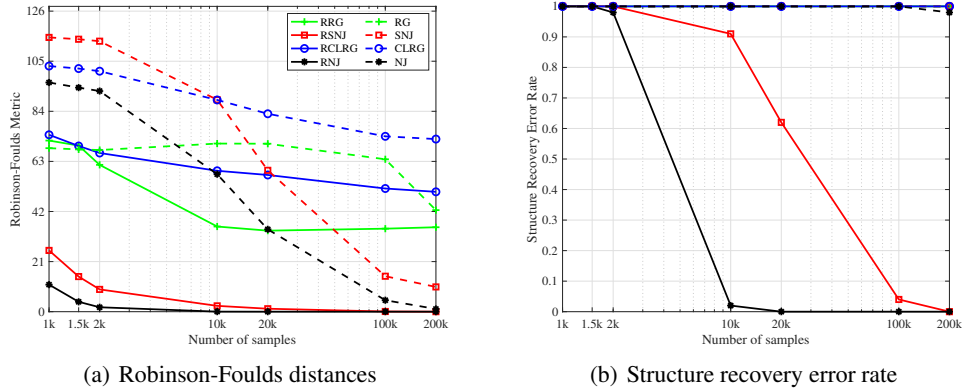 126
105
84
63
42
21
0
Robinson-Foulds Metric
RRG RG
RSNJ SNJ
RCLRG CLRG
RNJ NJ
1k 1.5k 2k 10k 20k 100k 200k
Number of samples
(a) Robinson-Foulds distances
1
0.9
0.8
0.7
0.6
0.5
0.4
0.3
0.2
0.1
0
Structure Recovery Error Rate
1k 1.5k 2k 10k 20k 100k 200k
Number of samples
(b) Structure recovery error rate